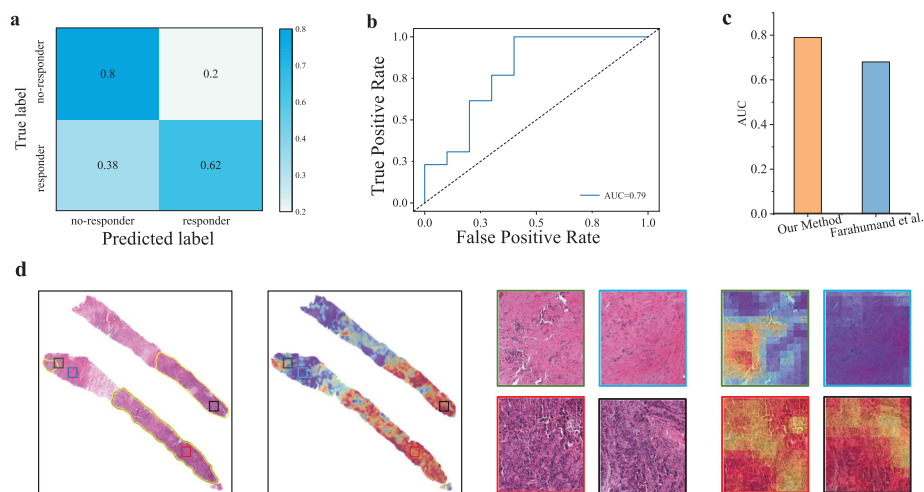 a
True label
no-responder
responder
0.8
0.2
0.38
0.62
no-responder
responder
Predicted label
0.8
0.7
0.6
0.5
0.4
0.3
0.2
b
True Positive Rate
1.0
0.8
0.5
0.3
0.0
AUC=0.79
0.0
0.3
0.5
0.8
1.0
False Positive Rate
c
AUC
0.8
0.6
0.4
0.2
0.0
Our Method
Farahumand et al.
d